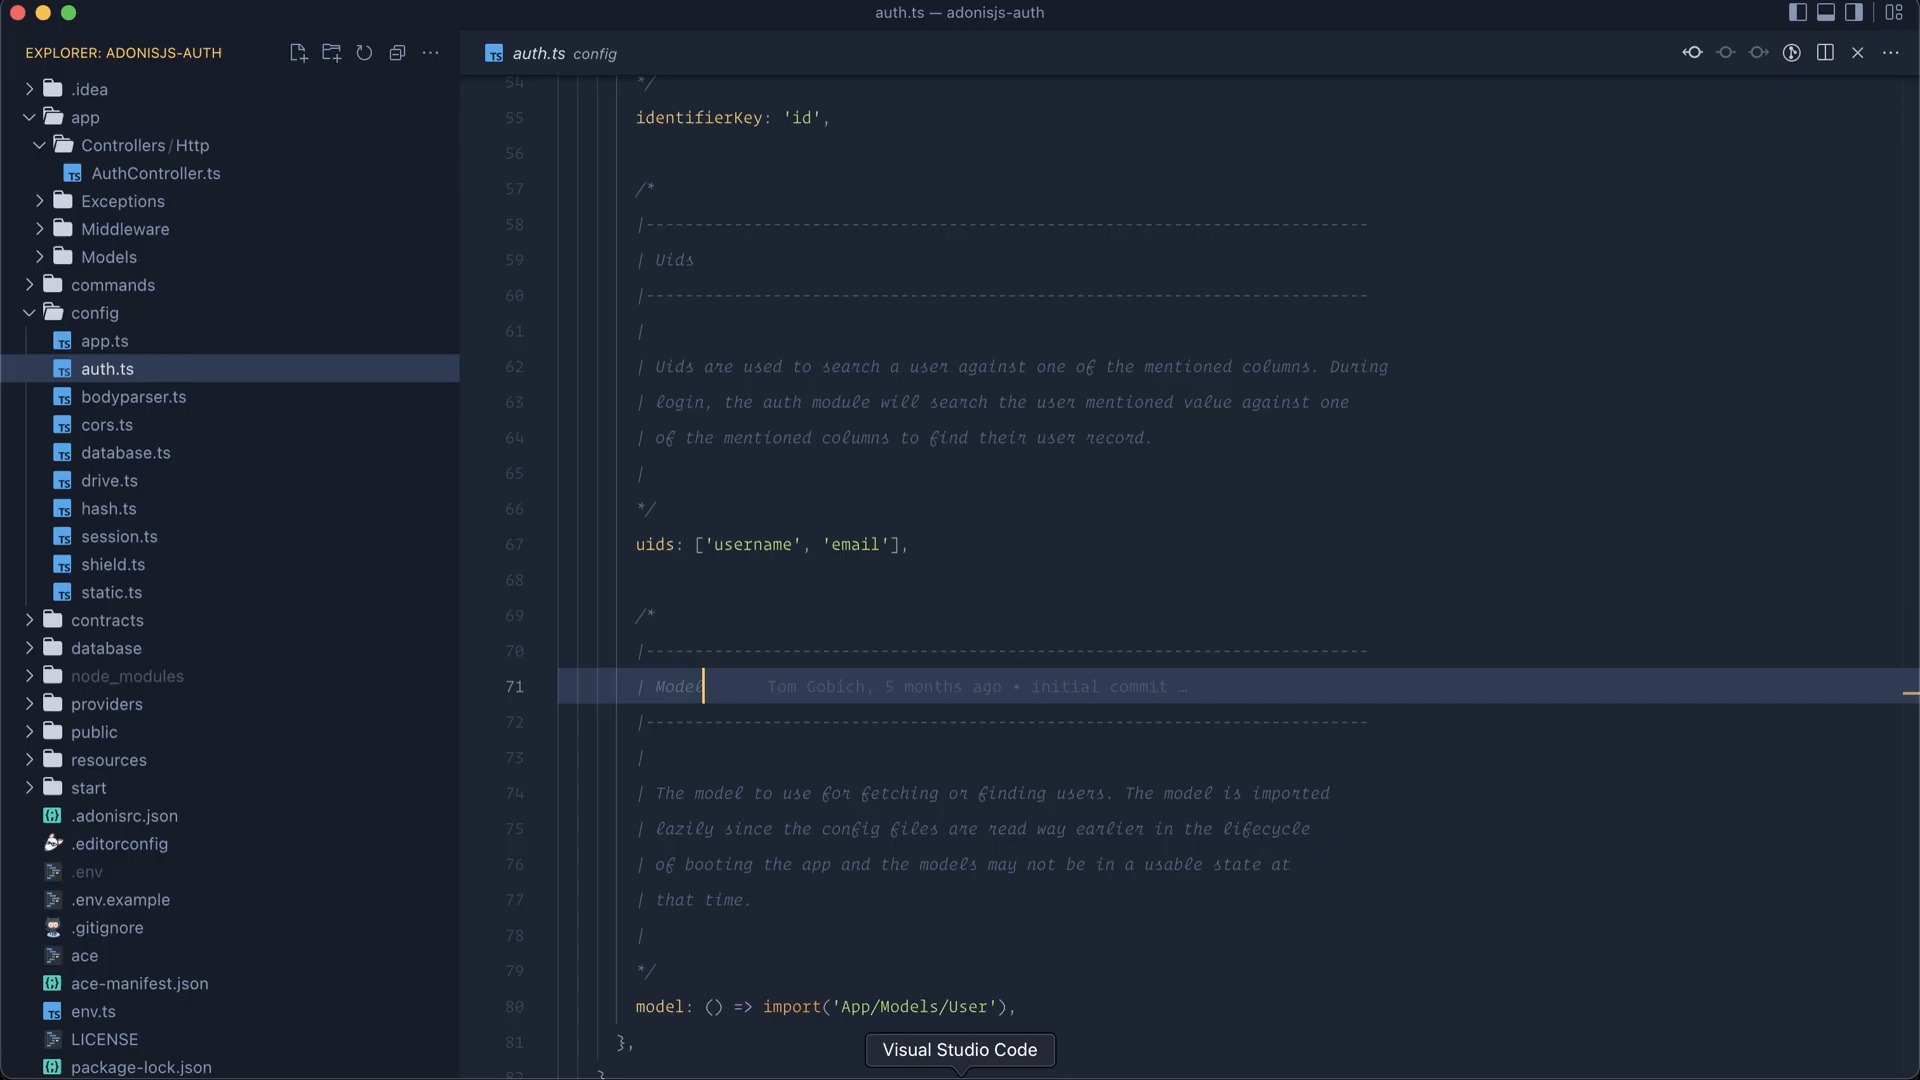 auth.ts — adonisjs-auth
EXPLORER: ADONISJS-AUTH
.idea
app
Controllers/Http
AuthController.ts
Exceptions
Middleware
Models
commands
config
app.ts
auth.ts
bodyparser.ts
cors.ts
database.ts
drive.ts
hash.ts
session.ts
shield.ts
static.ts
contracts
database
node_modules
providers
public
resources
start
.adonisrc.json
.editorconfig
.env
.env.example
.gitignore
ace
ace-manifest.json
env.ts
LICENSE
package-lock.json
auth.ts config
54 */
55 identifierKey: 'id',
56
57 /*
58 |--------------------------------------------------------------------------
59 | Uids
60 |--------------------------------------------------------------------------
61 |
62 | Uids are used to search a user against one of the mentioned columns. During
63 | login, the auth module will search the user mentioned value against one
64 | of the mentioned columns to find their user record.
65 |
66 */
67 uids: ['username', 'email'],
68
69 /*
70 |--------------------------------------------------------------------------
71 | Model Tom Gobich, 5 months ago • initial commit …
72 |--------------------------------------------------------------------------
73 |
74 | The model to use for fetching or finding users. The model is imported
75 | lazily since the config files are read way earlier in the lifecycle
76 | of booting the app and the models may not be in a usable state at
77 | that time.
78 |
79 */
80 model: () => import('App/Models/User'),
81 },
82 }
Visual Studio Code